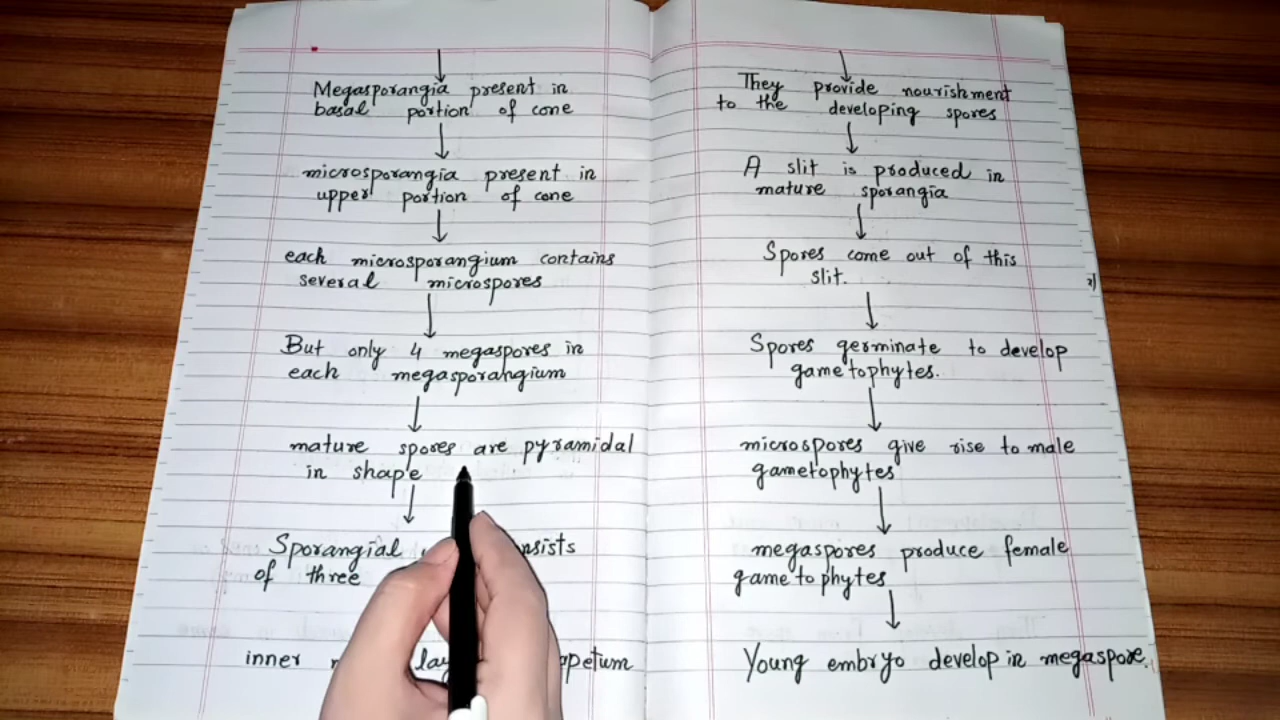 Megasporangia present in
basal portion of cone
microsporangia present in
upper portion of cone
each microsporangium contains
several microspores
But only 4 megaspores in
each megasporangium
mature spores are pyramidal
in shape
Sporangial
of three
inner
They provide nourishment
to the developing spores
A slit is produced in
mature sporangia
Spores come out of this
slit.
Spores germinate to develop
gametophytes.
microspores give rise to male
gametophytes
megaspores produce female
gametophytes
Young embryo develop in megaspore.